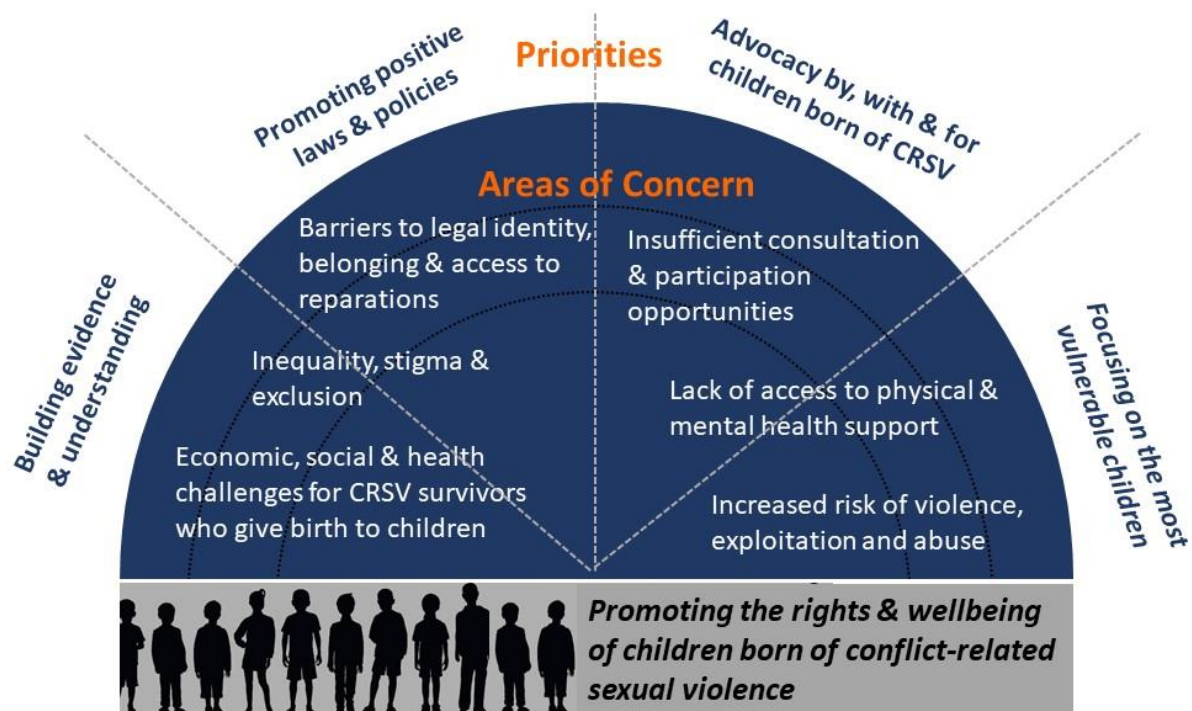 Priorities
Building evidence
& understanding
Promoting positive
laws & policies
Advocacy by, with & for
children born of CRSV
Focusing on the most
vulnerable children
Areas of Concern
Barriers to legal identity,
belonging & access to
reparations
Insufficient consultation
& participation
opportunities
Inequality, stigma &
exclusion
Lack of access to physical &
mental health support
Economic, social & health
challenges for CRSV survivors
who give birth to children
Increased risk of violence,
exploitation and abuse
Promoting the rights & wellbeing
of children born of conflict-related
sexual violence